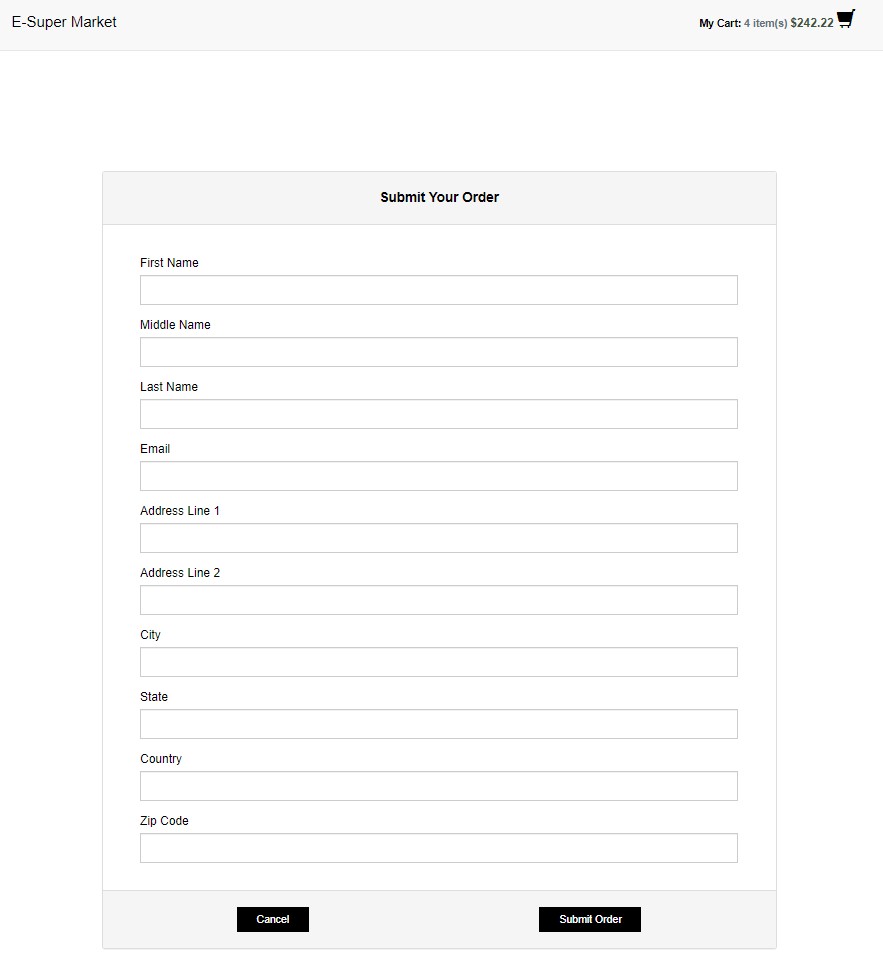 E-Super Market
My Cart: 4 item(s) $242.22
Submit Your Order
First Name
Middle Name
Last Name
Email
Address Line 1
Address Line 2
City
State
Country
Zip Code
Cancel
Submit Order